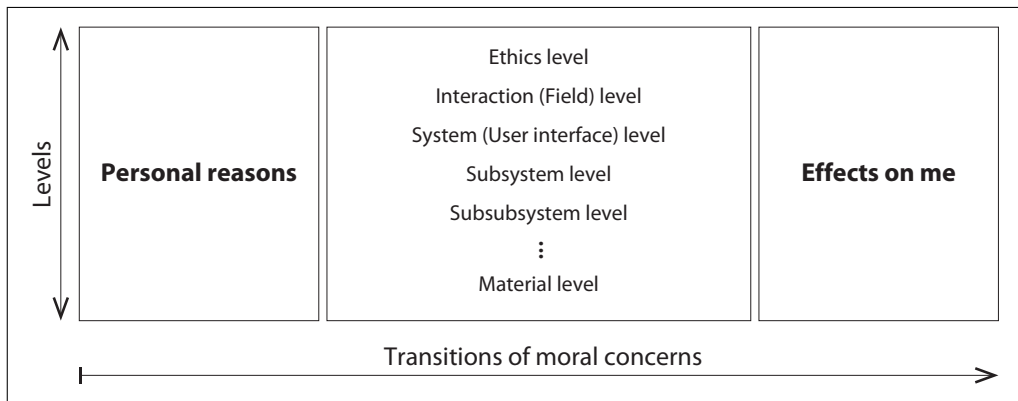 Levels
Personal reasons
Ethics level
Interaction (Field) level
System (User interface) level
Subsystem level
Subsubsystem level
⋮
Material level
Effects on me
Transitions of moral concerns